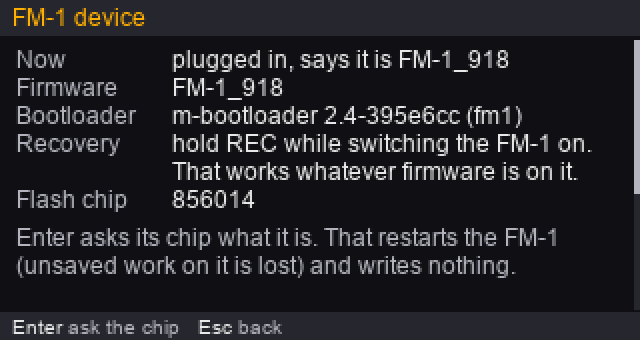 FM-1 device
Now plugged in, says it is FM-1_918
Firmware FM-1_918
Bootloader m-bootloader 2.4-395e6cc (fm1)
Recovery hold REC while switching the FM-1 on.
That works whatever firmware is on it.
Flash chip 856014
Enter asks its chip what it is. That restarts the FM-1
(unsaved work on it is lost) and writes nothing.
Enter ask the chip Esc back